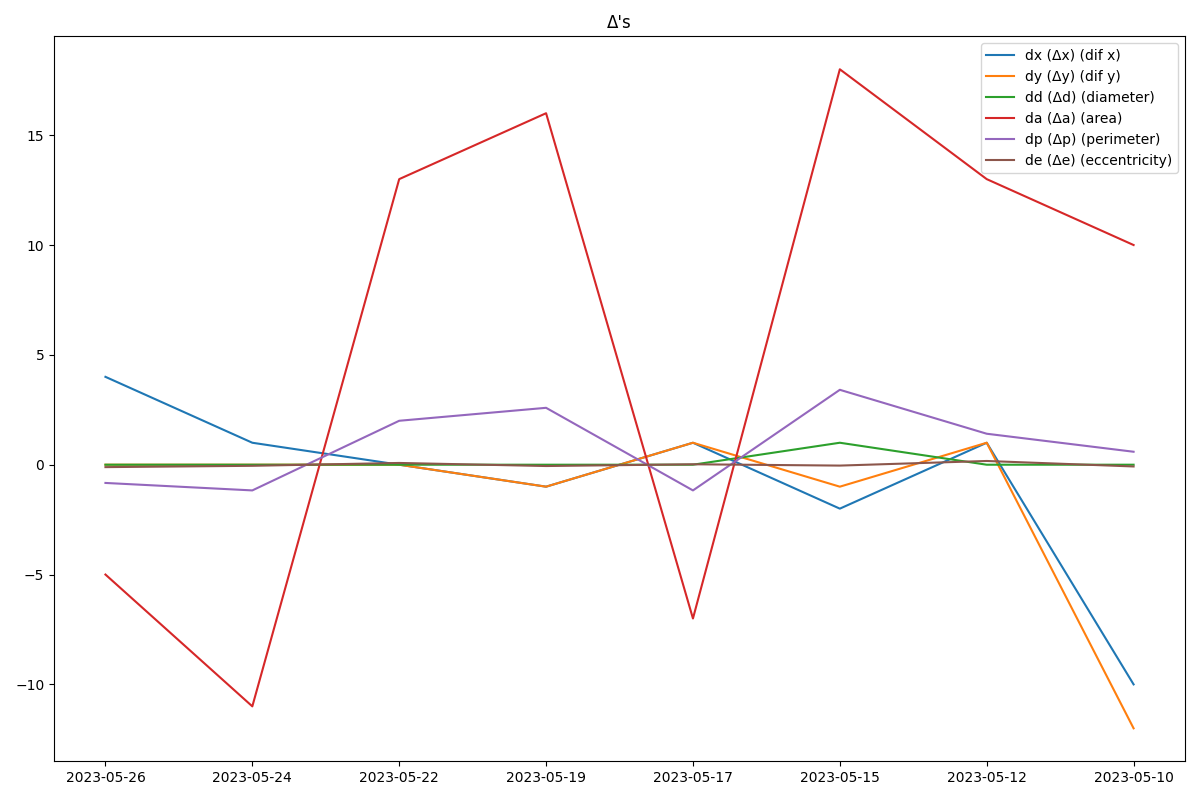 Δ's
dx (Δx) (dif x)
dy (Δy) (dif y)
dd (Δd) (diameter)
da (Δa) (area)
dp (Δp) (perimeter)
de (Δe) (eccentricity)
15
10
5
0
−5
−10
2023-05-26 2023-05-24 2023-05-22 2023-05-19 2023-05-17 2023-05-15 2023-05-12 2023-05-10